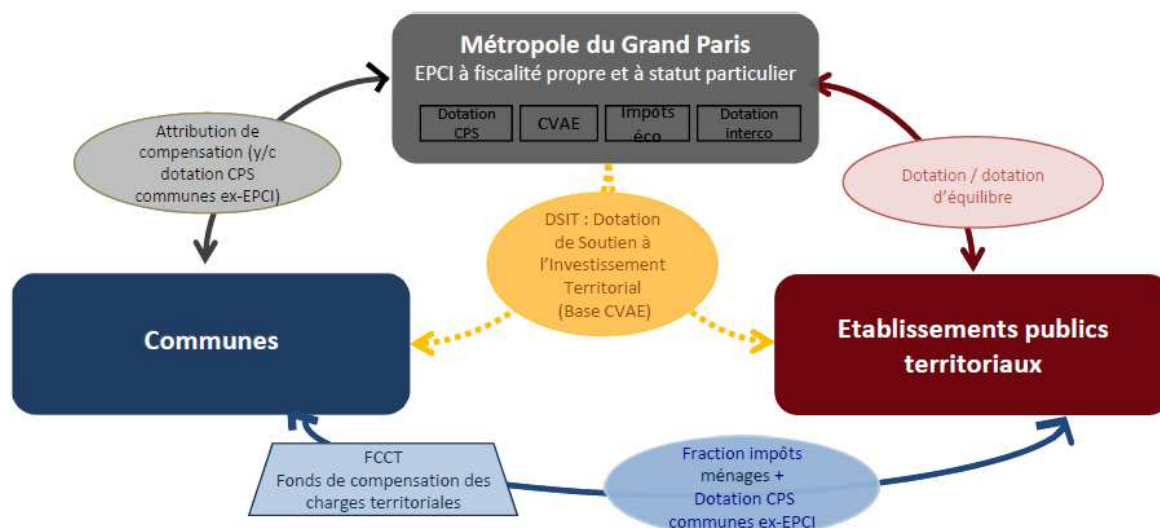 Métropole du Grand Paris
EPCI à fiscalité propre et à statut particulier
Dotation
CPS
CVAE
Impôts
éco
Dotation
interco
Attribution de
compensation (y/c
dotation CPS
communes ex-EPCI)
Dotation / dotation
d’équilibre
DSIT : Dotation
de Soutien à
l’Investissement
Territorial
(Base CVAE)
Communes
Etablissements publics
territoriaux
FCCT
Fonds de compensation des
charges territoriales
Fraction impôts
ménages +
Dotation CPS
communes ex-EPCI